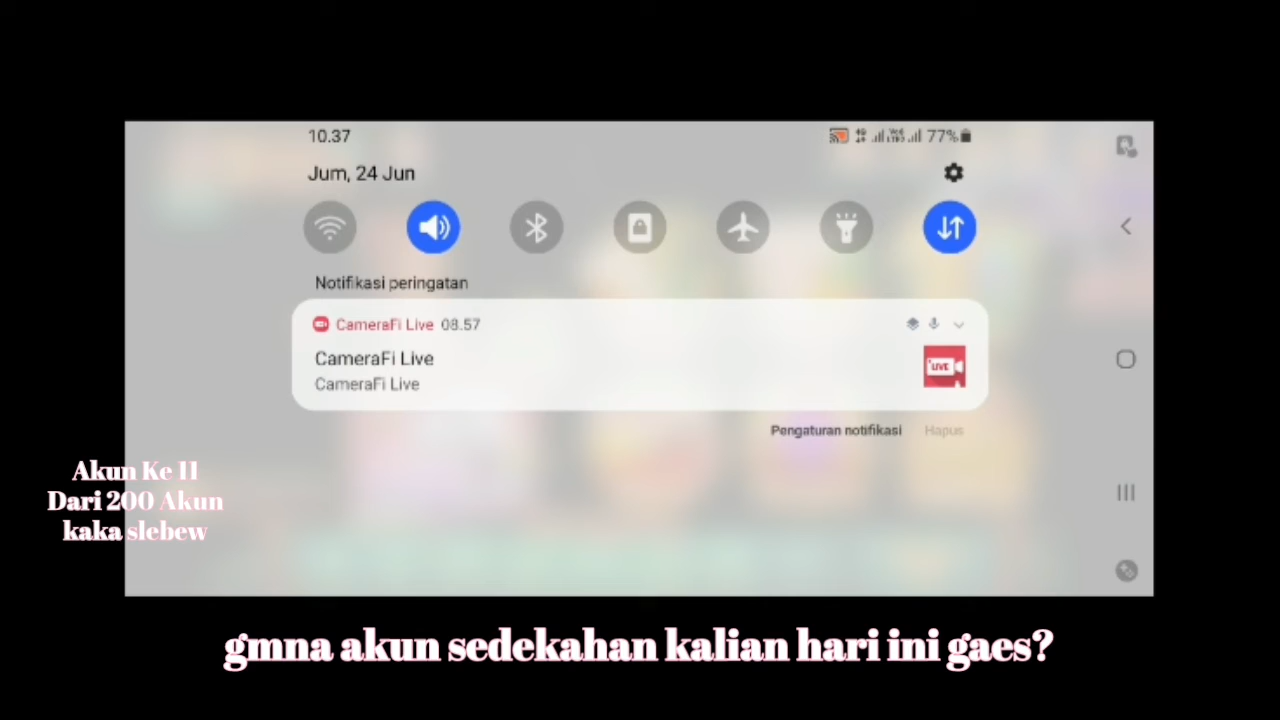 10.37
77%
Jum, 24 Jun
Notifikasi peringatan
CameraFi Live 08.57
CameraFi Live
CameraFi Live
LIVE
Pengaturan notifikasi Hapus
Akun Ke 11
Dari 200 Akun
kaka slebew
gmna akun sedekahan kalian hari ini gaes?